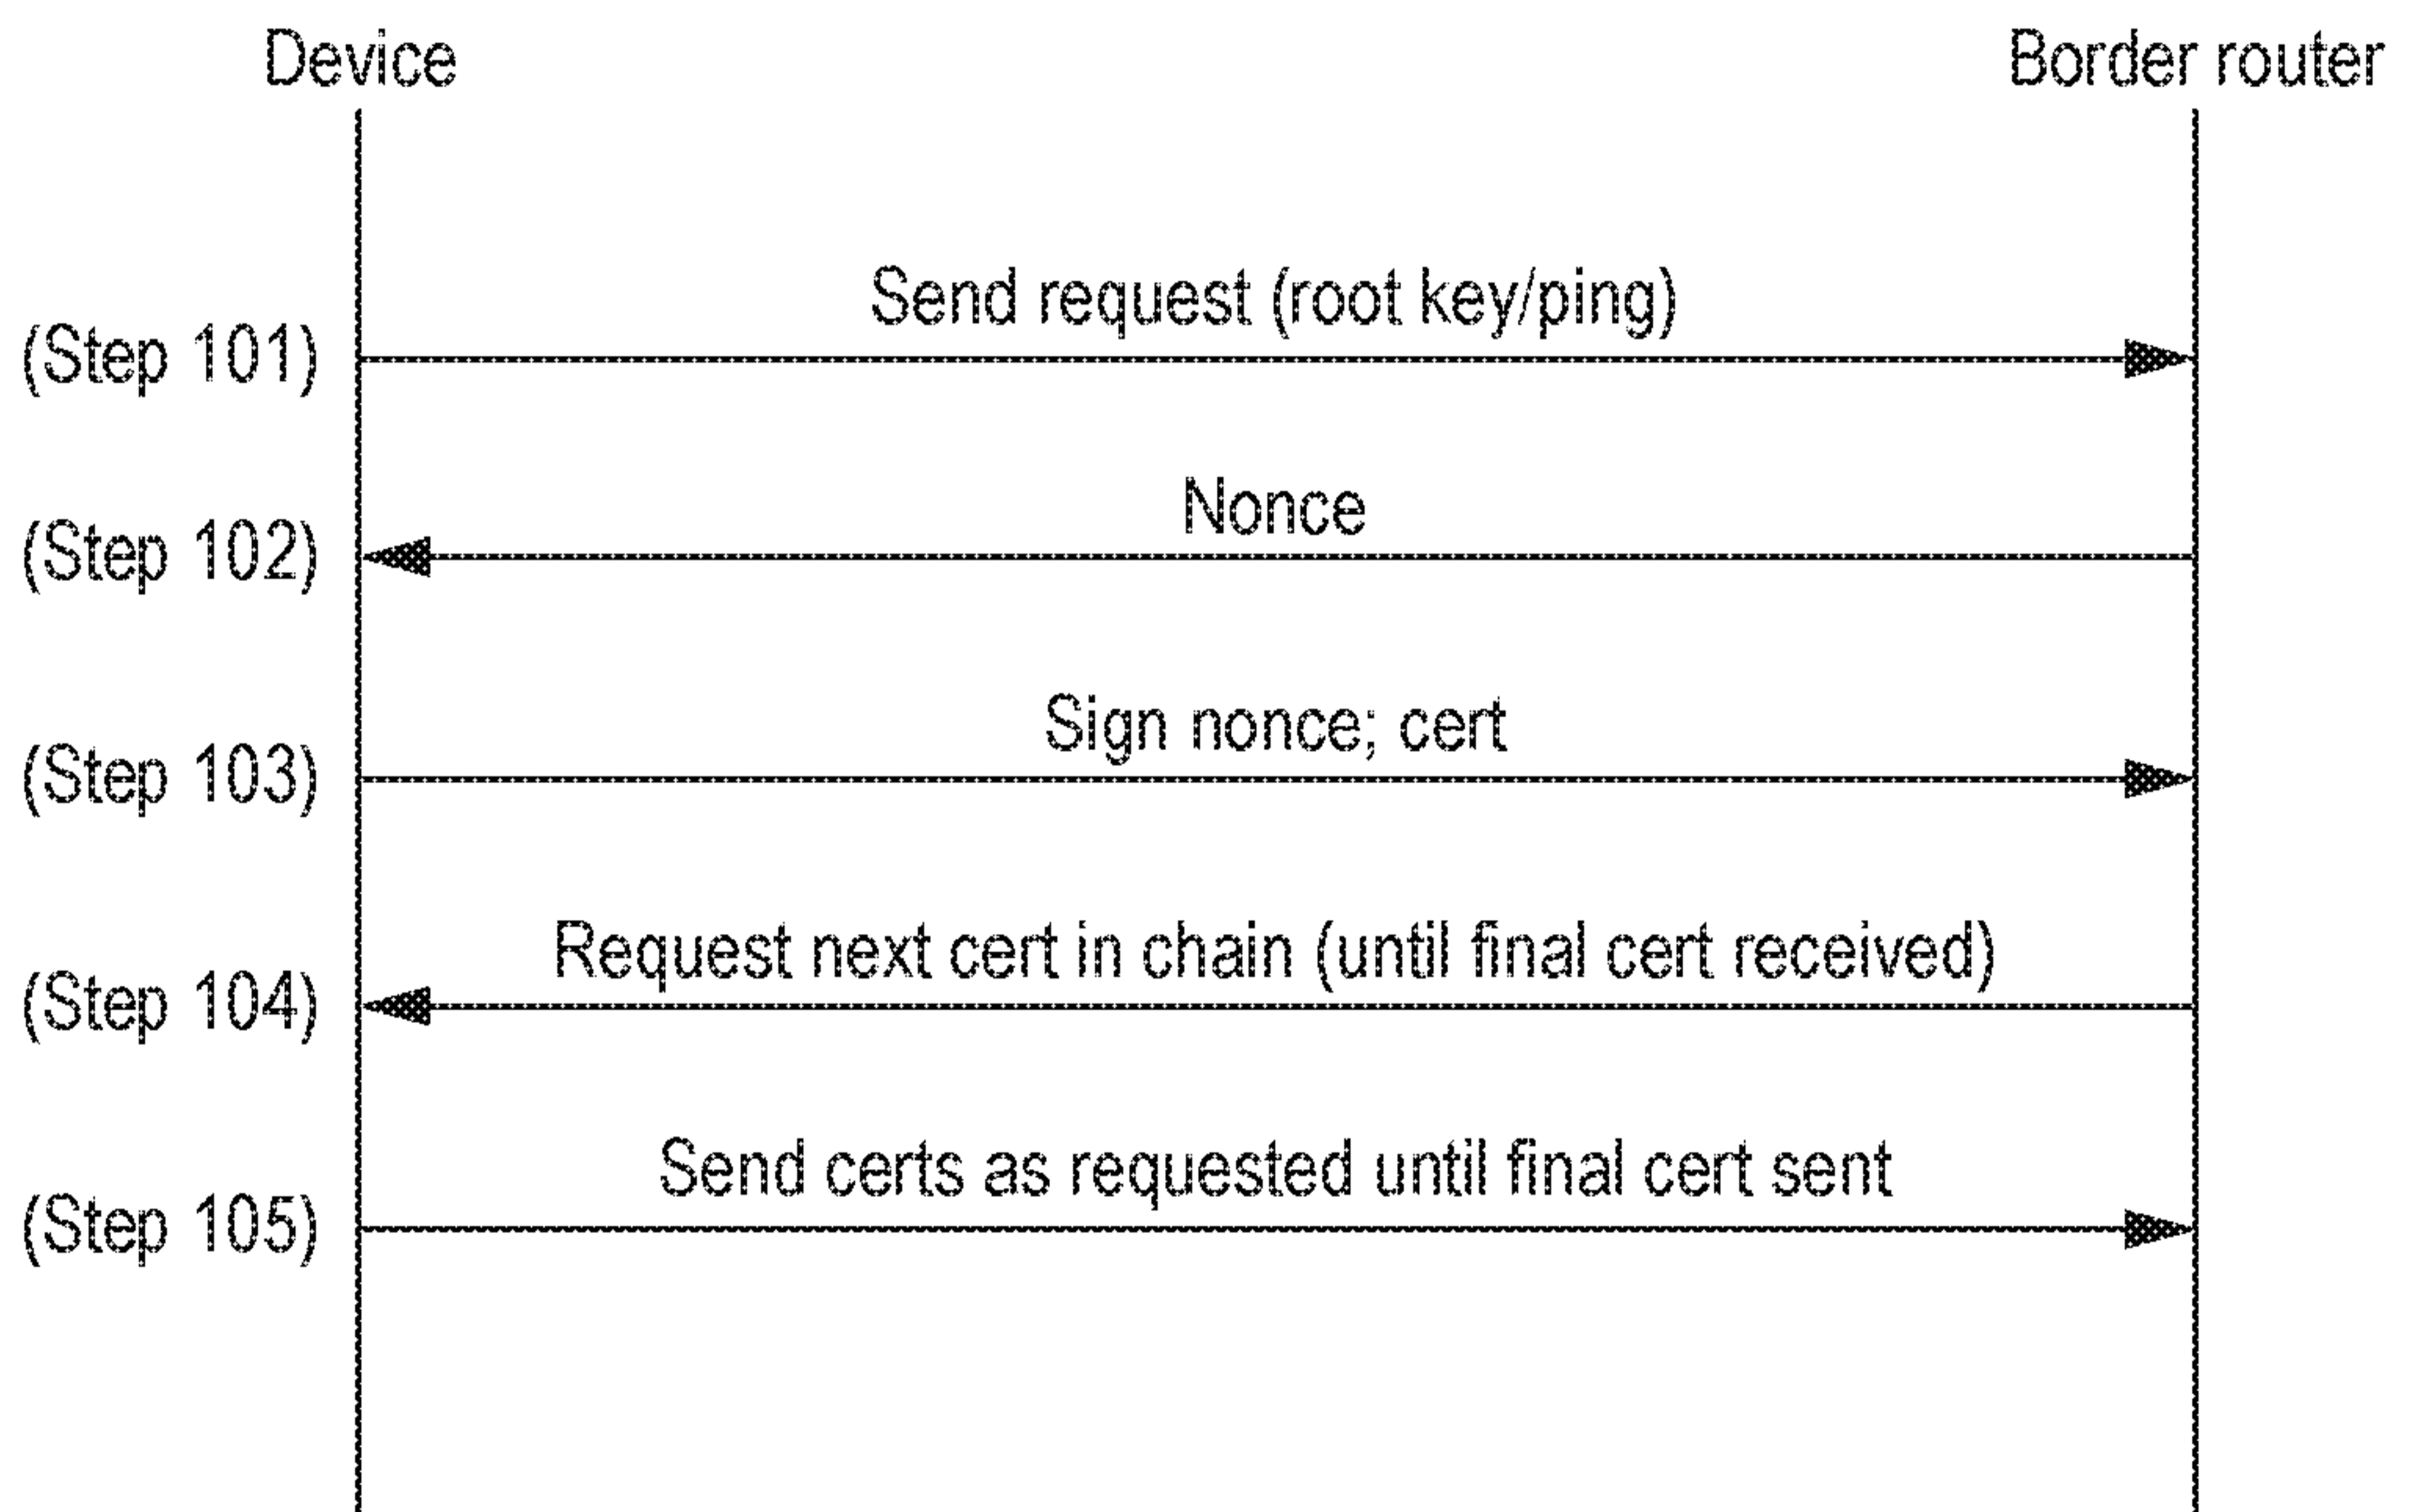 Device
Border router
Send request (root key/ping)
(Step 101)
Nonce
(Step 102)
Sign nonce; cert
(Step 103)
Request next cert in chain (until final cert received)
(Step 104)
Send certs as requested until final cert sent
(Step 105)